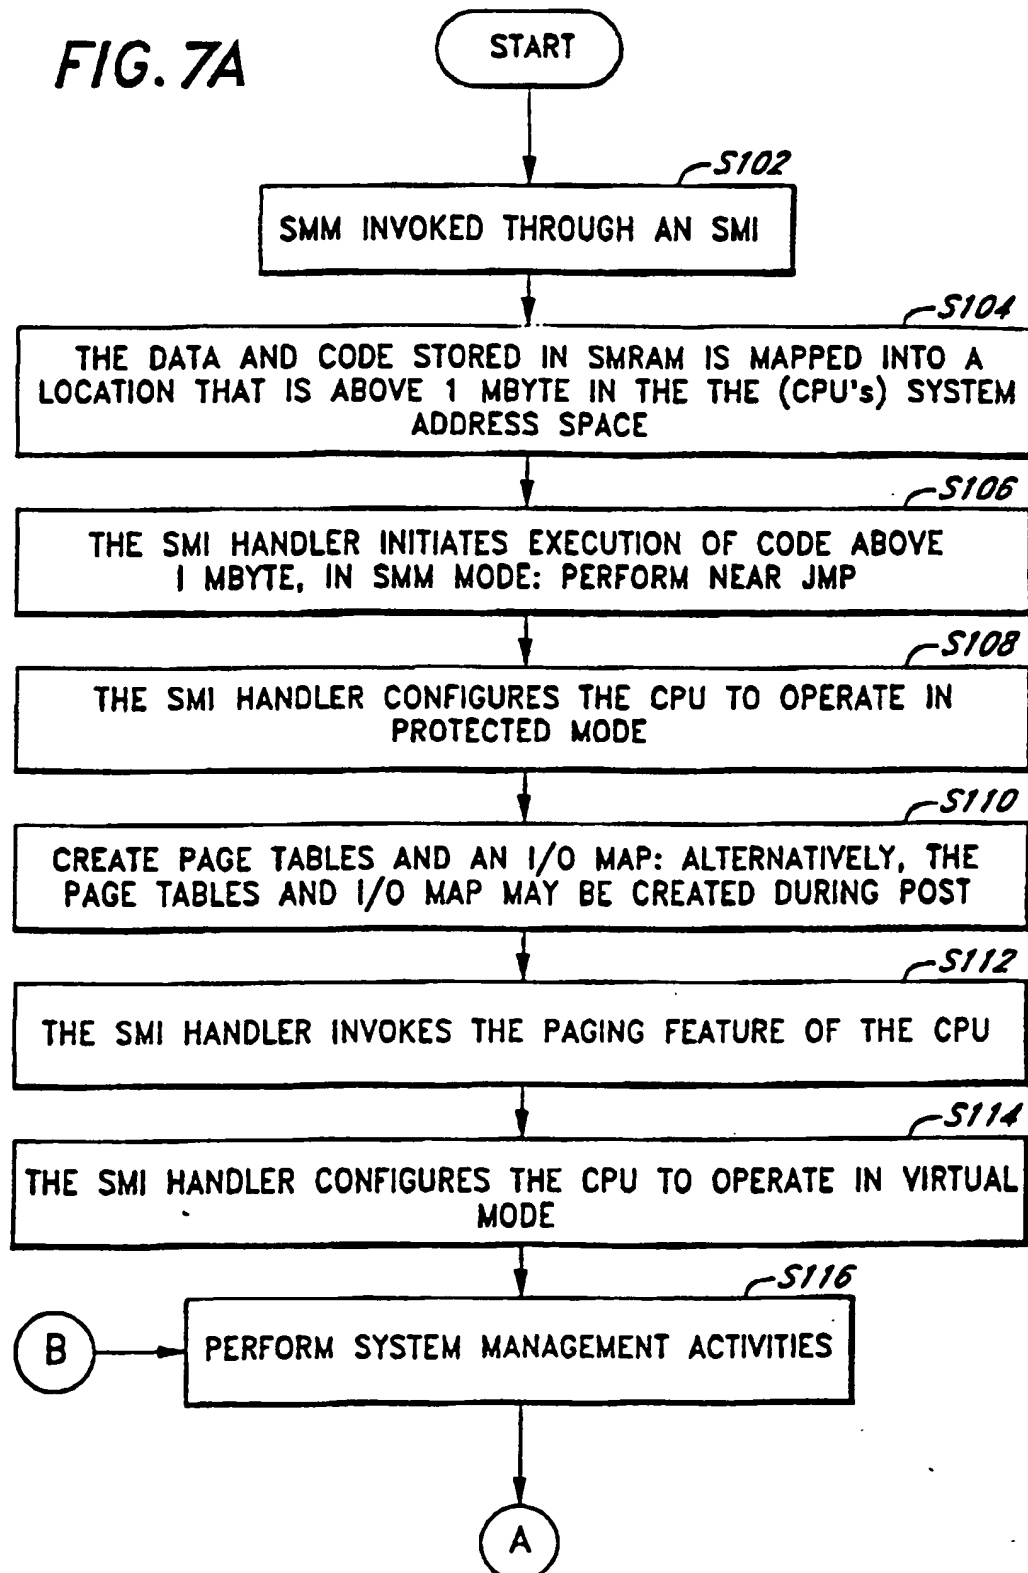 FIG. 7A
START
S102
SMM INVOKED THROUGH AN SMI
S104
THE DATA AND CODE STORED IN SMRAM IS MAPPED INTO A
LOCATION THAT IS ABOVE 1 MBYTE IN THE THE (CPU's) SYSTEM
ADDRESS SPACE
S106
THE SMI HANDLER INITIATES EXECUTION OF CODE ABOVE
1 MBYTE, IN SMM MODE: PERFORM NEAR JMP
S108
THE SMI HANDLER CONFIGURES THE CPU TO OPERATE IN
PROTECTED MODE
S110
CREATE PAGE TABLES AND AN I/O MAP: ALTERNATIVELY, THE
PAGE TABLES AND I/O MAP MAY BE CREATED DURING POST
S112
THE SMI HANDLER INVOKES THE PAGING FEATURE OF THE CPU
S114
THE SMI HANDLER CONFIGURES THE CPU TO OPERATE IN VIRTUAL
MODE
S116
B
PERFORM SYSTEM MANAGEMENT ACTIVITIES
A